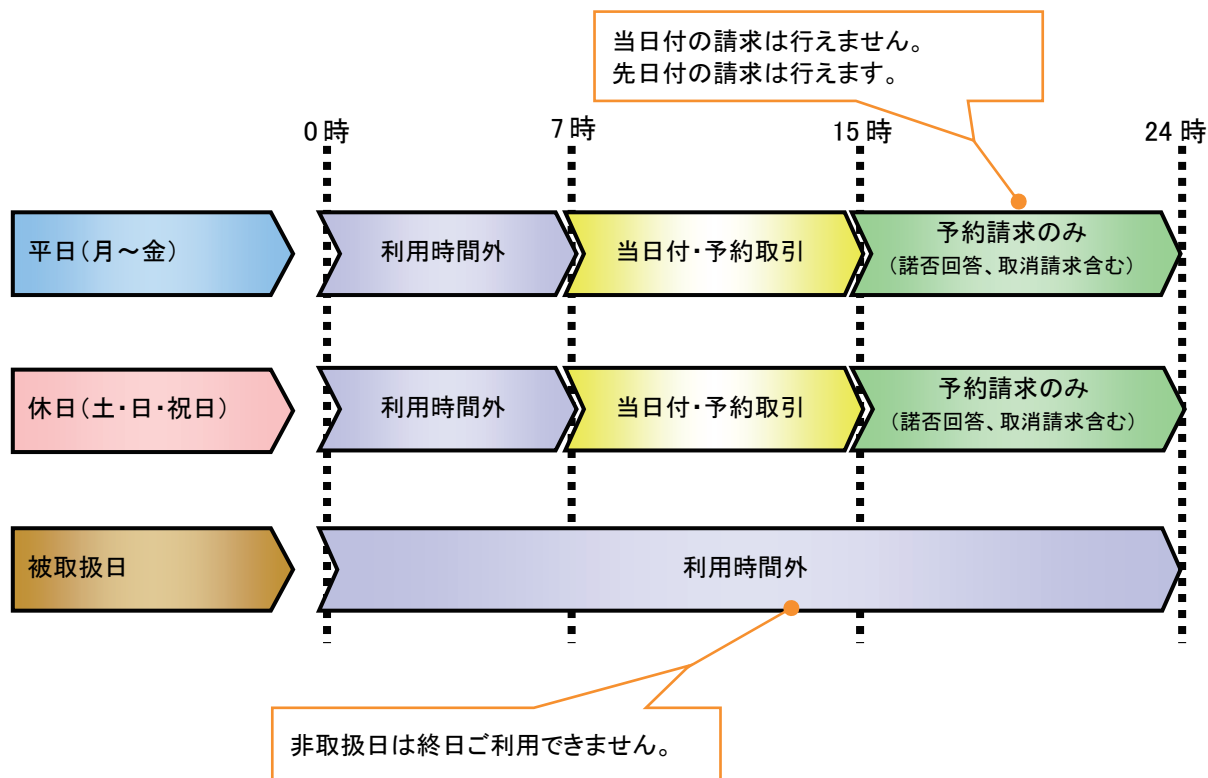 当日付の請求は行えません。
先日付の請求は行えます。
0時
7時
15時
24時
平日(月～金)
利用時間外
当日付・予約取引
予約請求のみ
(諾否回答、取消請求含む)
休日(土・日・祝日)
利用時間外
当日付・予約取引
予約請求のみ
(諾否回答、取消請求含む)
被取扱日
利用時間外
非取扱日は終日ご利用できません。